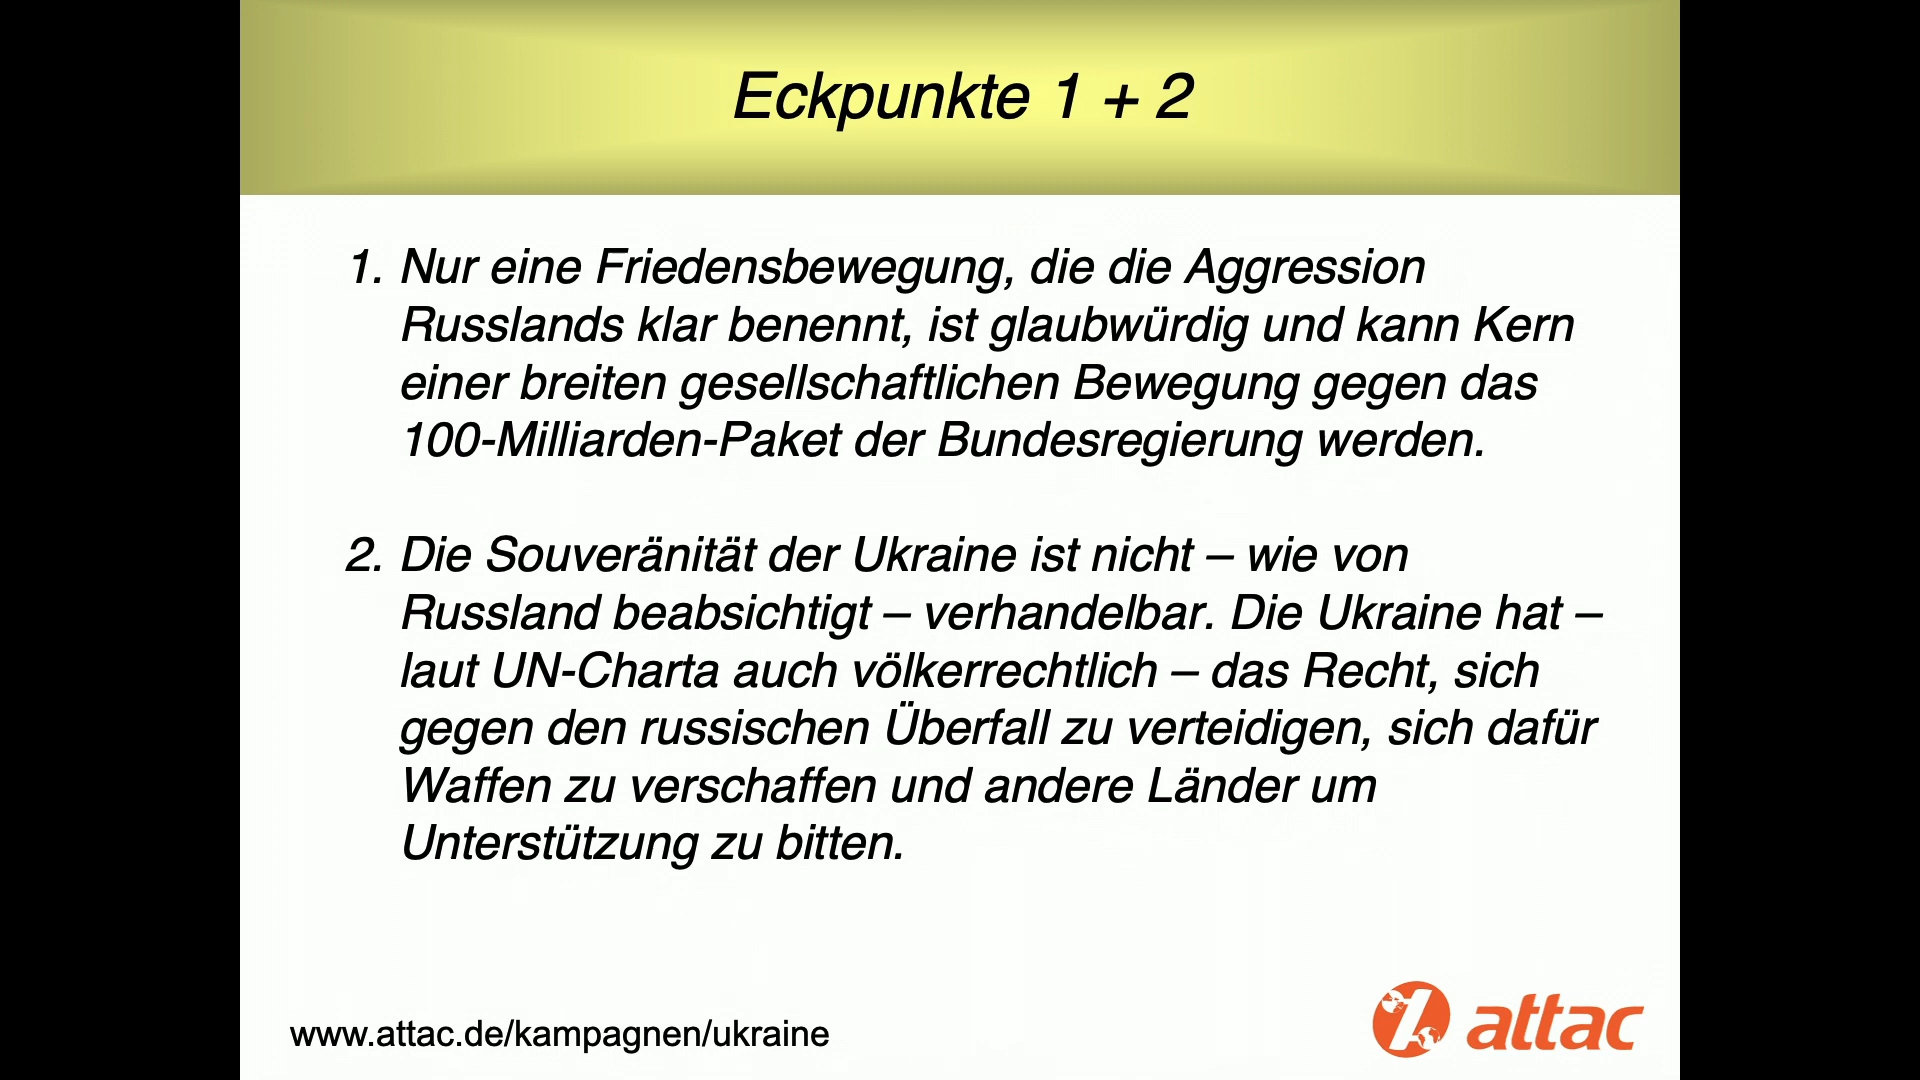 Eckpunkte 1 + 2
1. Nur eine Friedensbewegung, die die Aggression
Russlands klar benennt, ist glaubwürdig und kann Kern
einer breiten gesellschaftlichen Bewegung gegen das
100-Milliarden-Paket der Bundesregierung werden.
2. Die Souveränität der Ukraine ist nicht – wie von
Russland beabsichtigt – verhandelbar. Die Ukraine hat –
laut UN-Charta auch völkerrechtlich – das Recht, sich
gegen den russischen Überfall zu verteidigen, sich dafür
Waffen zu verschaffen und andere Länder um
Unterstützung zu bitten.
www.attac.de/kampagnen/ukraine
attac